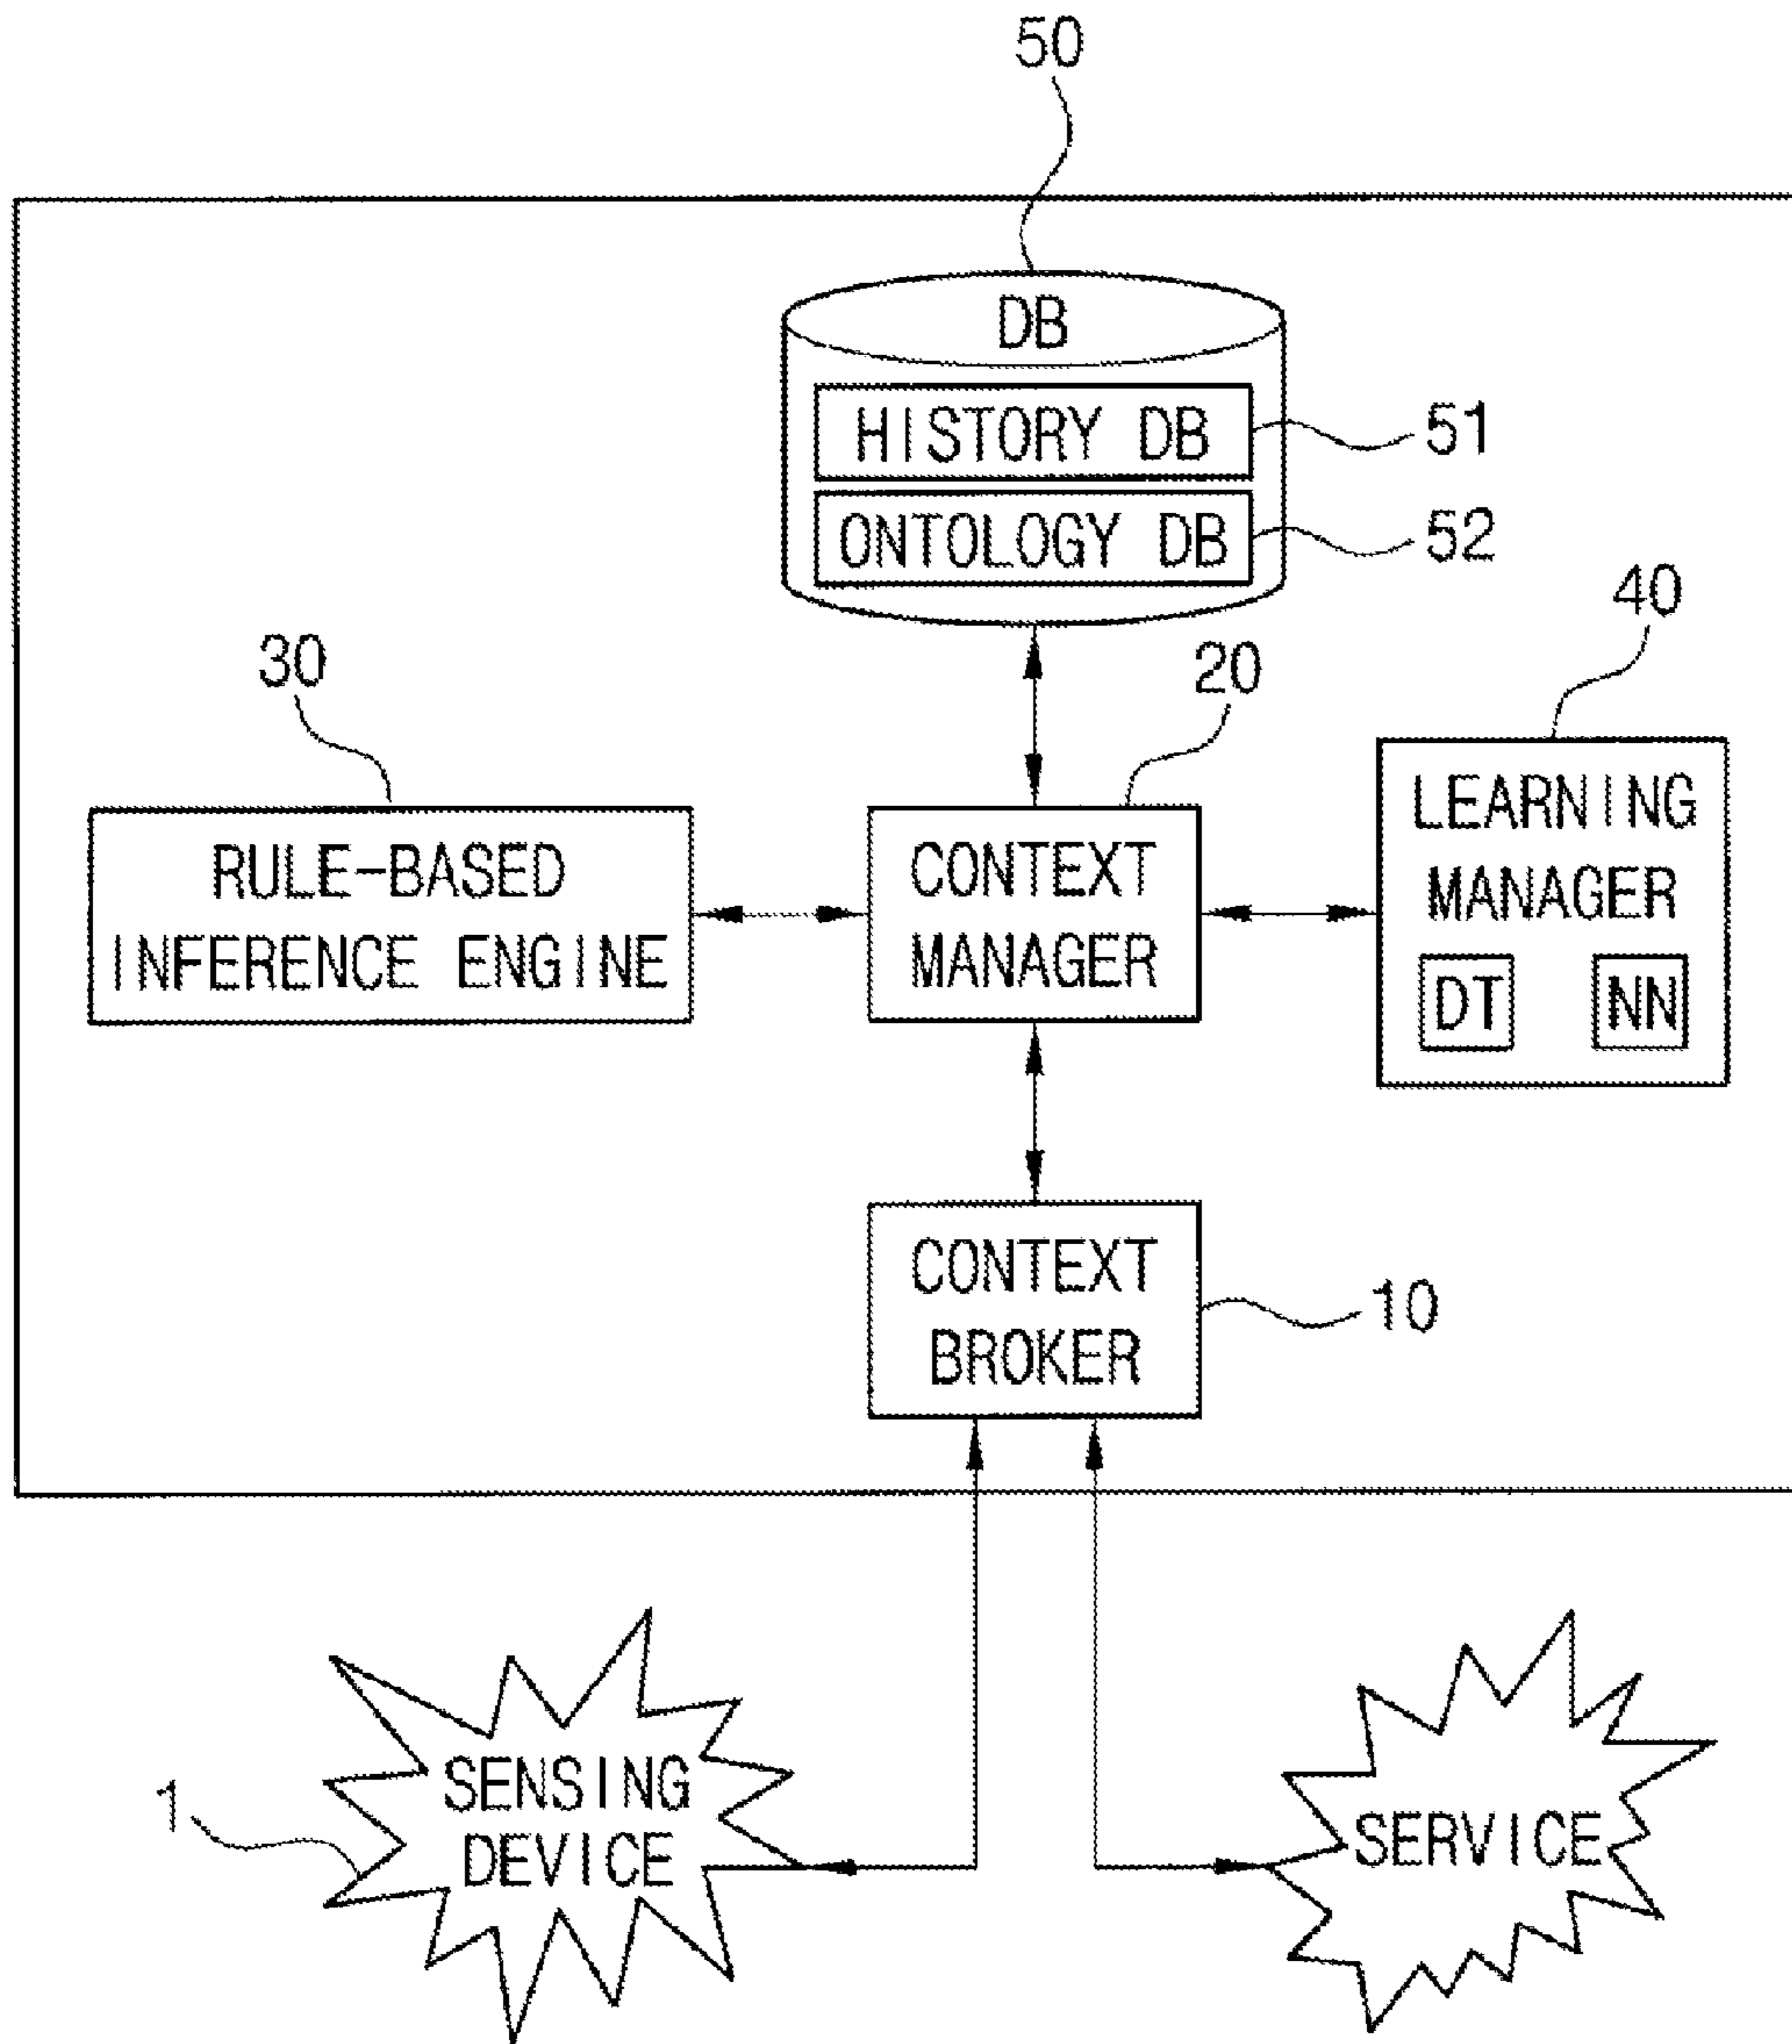 50
DB
HISTORY DB
51
ONTOLOGY DB
52
40
30
20
LEARNING
MANAGER
DT
NN
RULE-BASED
INFERENCE ENGINE
CONTEXT
MANAGER
CONTEXT
BROKER
10
SENSING
DEVICE
1
SERVICE